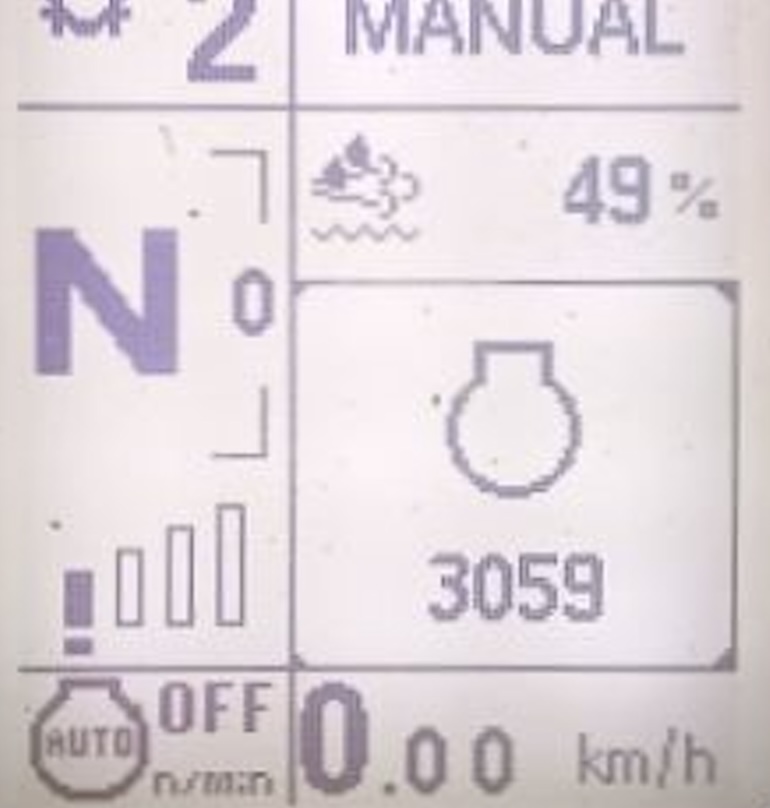 2 MANUAL
49 %
N 0
3059
AUTO OFF
n/min
0.00 km/h